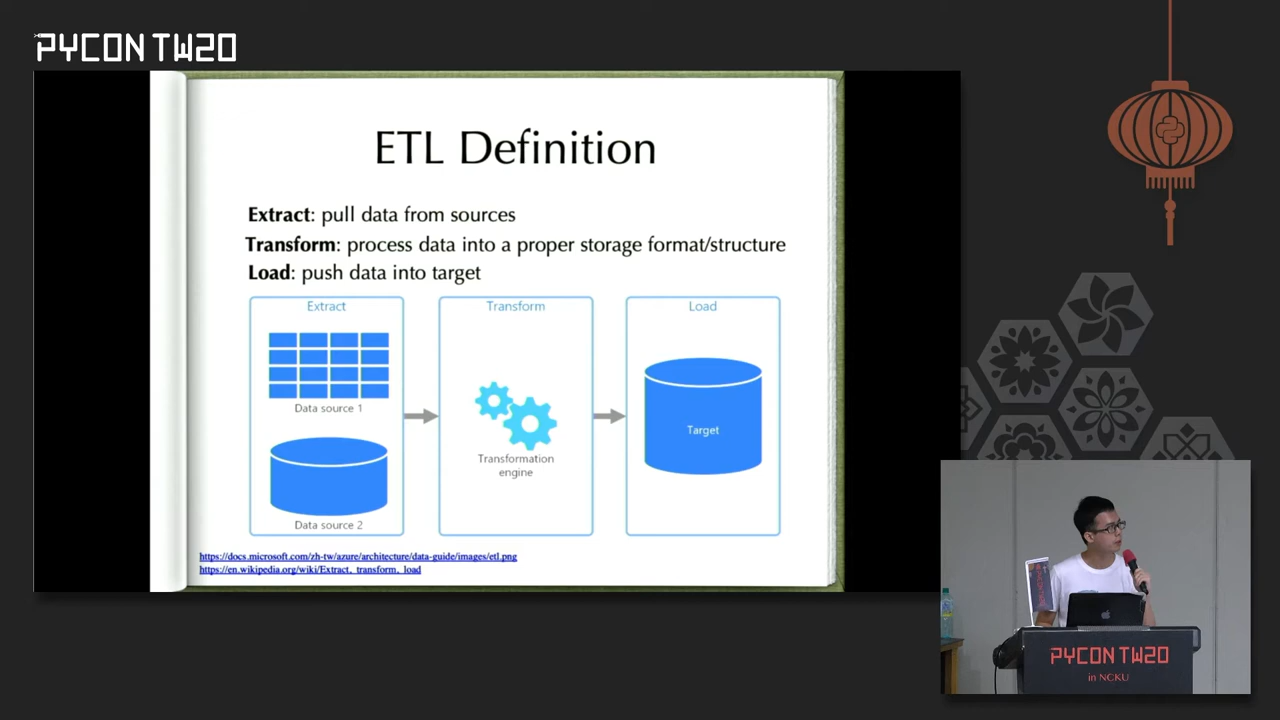 PYCON TW20
ETL Definition
Extract: pull data from sources
Transform: process data into a proper storage format/structure
Load: push data into target
Extract
Transform
Load
Data source 1
Data source 2
Transformation
engine
Target
https://docs.microsoft.com/zh-tw/azure/architecture/data-guide/images/etl.png
https://en.wikipedia.org/wiki/Extract,_transform,_load
PYCON TW20
in NCKU